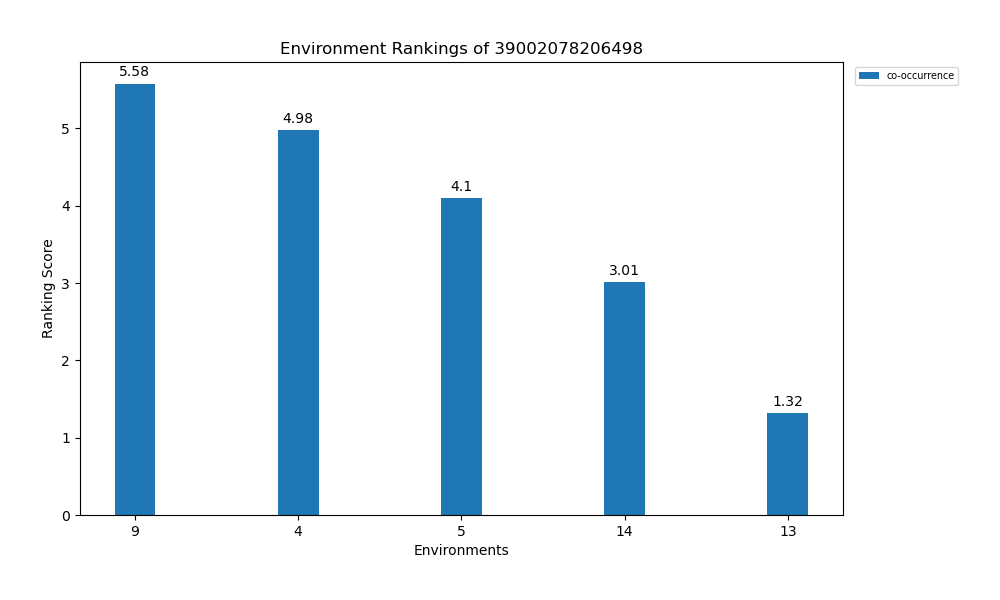 Environment Rankings of 39002078206498
5.58
4.98
4.1
3.01
1.32
co-occurrence
Ranking Score
5
4
3
2
1
0
9 4 5 14 13
Environments